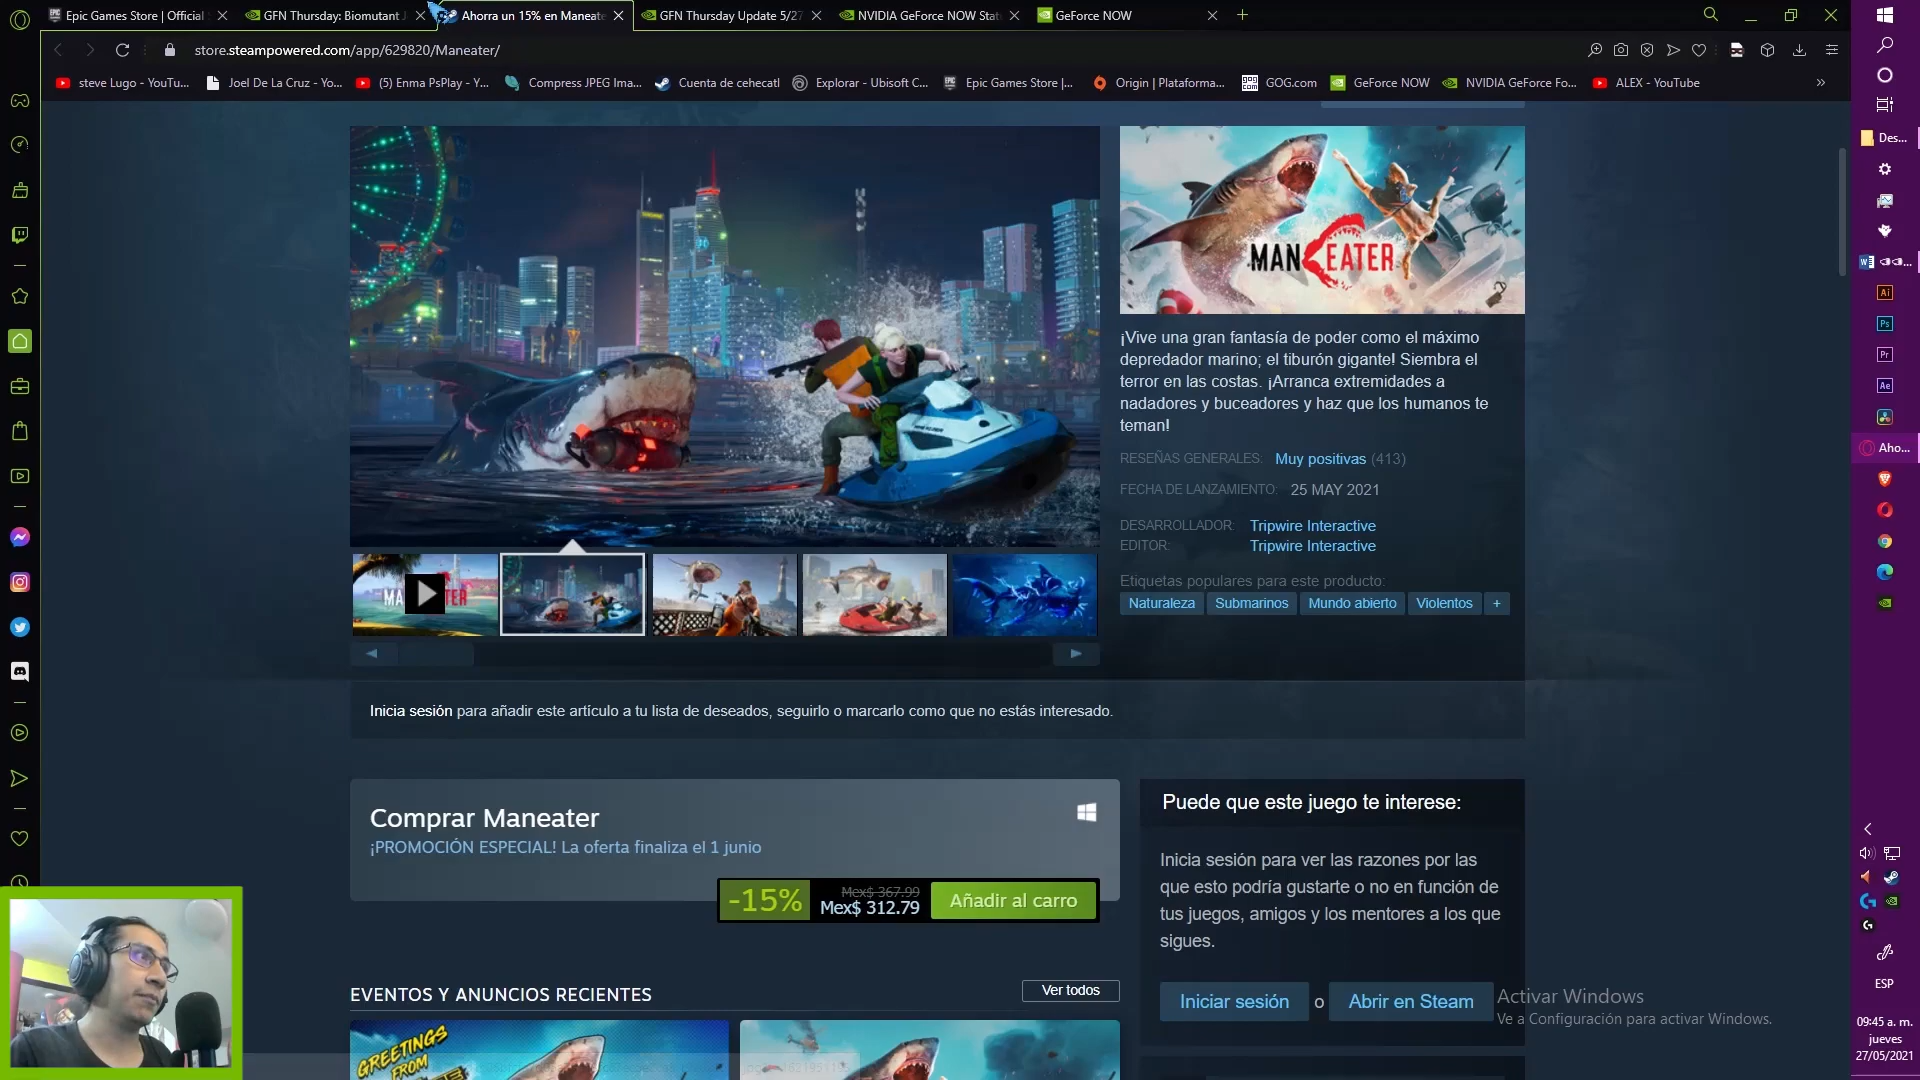 Epic Games Store | Official
GFN Thursday: Biomutant
Ahorra un 15% en Maneate
GFN Thursday Update 5/27
NVIDIA GeForce NOW Stat
GeForce NOW
store.steampowered.com/app/629820/Maneater/
steve Lugo - YouTu...
Joel De La Cruz - Yo...
(5) Enma PsPlay - Y...
Compress JPEG Ima...
Cuenta de cehecatl
Explorar - Ubisoft C...
Epic Games Store |...
Origin | Plataforma...
GOG.com
GeForce NOW
NVIDIA GeForce Fo...
ALEX - YouTube
MANEATER
¡Vive una gran fantasía de poder como el máximo
depredador marino; el tiburón gigante! Siembra el
terror en las costas. ¡Arranca extremidades a
nadadores y buceadores y haz que los humanos te
teman!
RESEÑAS GENERALES: Muy positivas (413)
FECHA DE LANZAMIENTO: 25 MAY 2021
DESARROLLADOR: Tripwire Interactive
EDITOR: Tripwire Interactive
Etiquetas populares para este producto:
Naturaleza Submarinos Mundo abierto Violentos +
Inicia sesión para añadir este artículo a tu lista de deseados, seguirlo o marcarlo como que no estás interesado.
Comprar Maneater
¡PROMOCIÓN ESPECIAL! La oferta finaliza el 1 junio
-15%
Mex$ 367.99
Mex$ 312.79
Añadir al carro
Puede que este juego te interese:
Inicia sesión para ver las razones por las
que esto podría gustarte o no en función de
tus juegos, amigos y los mentores a los que
sigues.
Iniciar sesión o Abrir en Steam
EVENTOS Y ANUNCIOS RECIENTES
Ver todos
GREETINGS
FROM
Activar Windows
Ve a Configuración para activar Windows.
Des...
W
Ai
Ps
Pr
Ae
Aho...
ESP
09:45 a. m.
jueves
27/05/2021